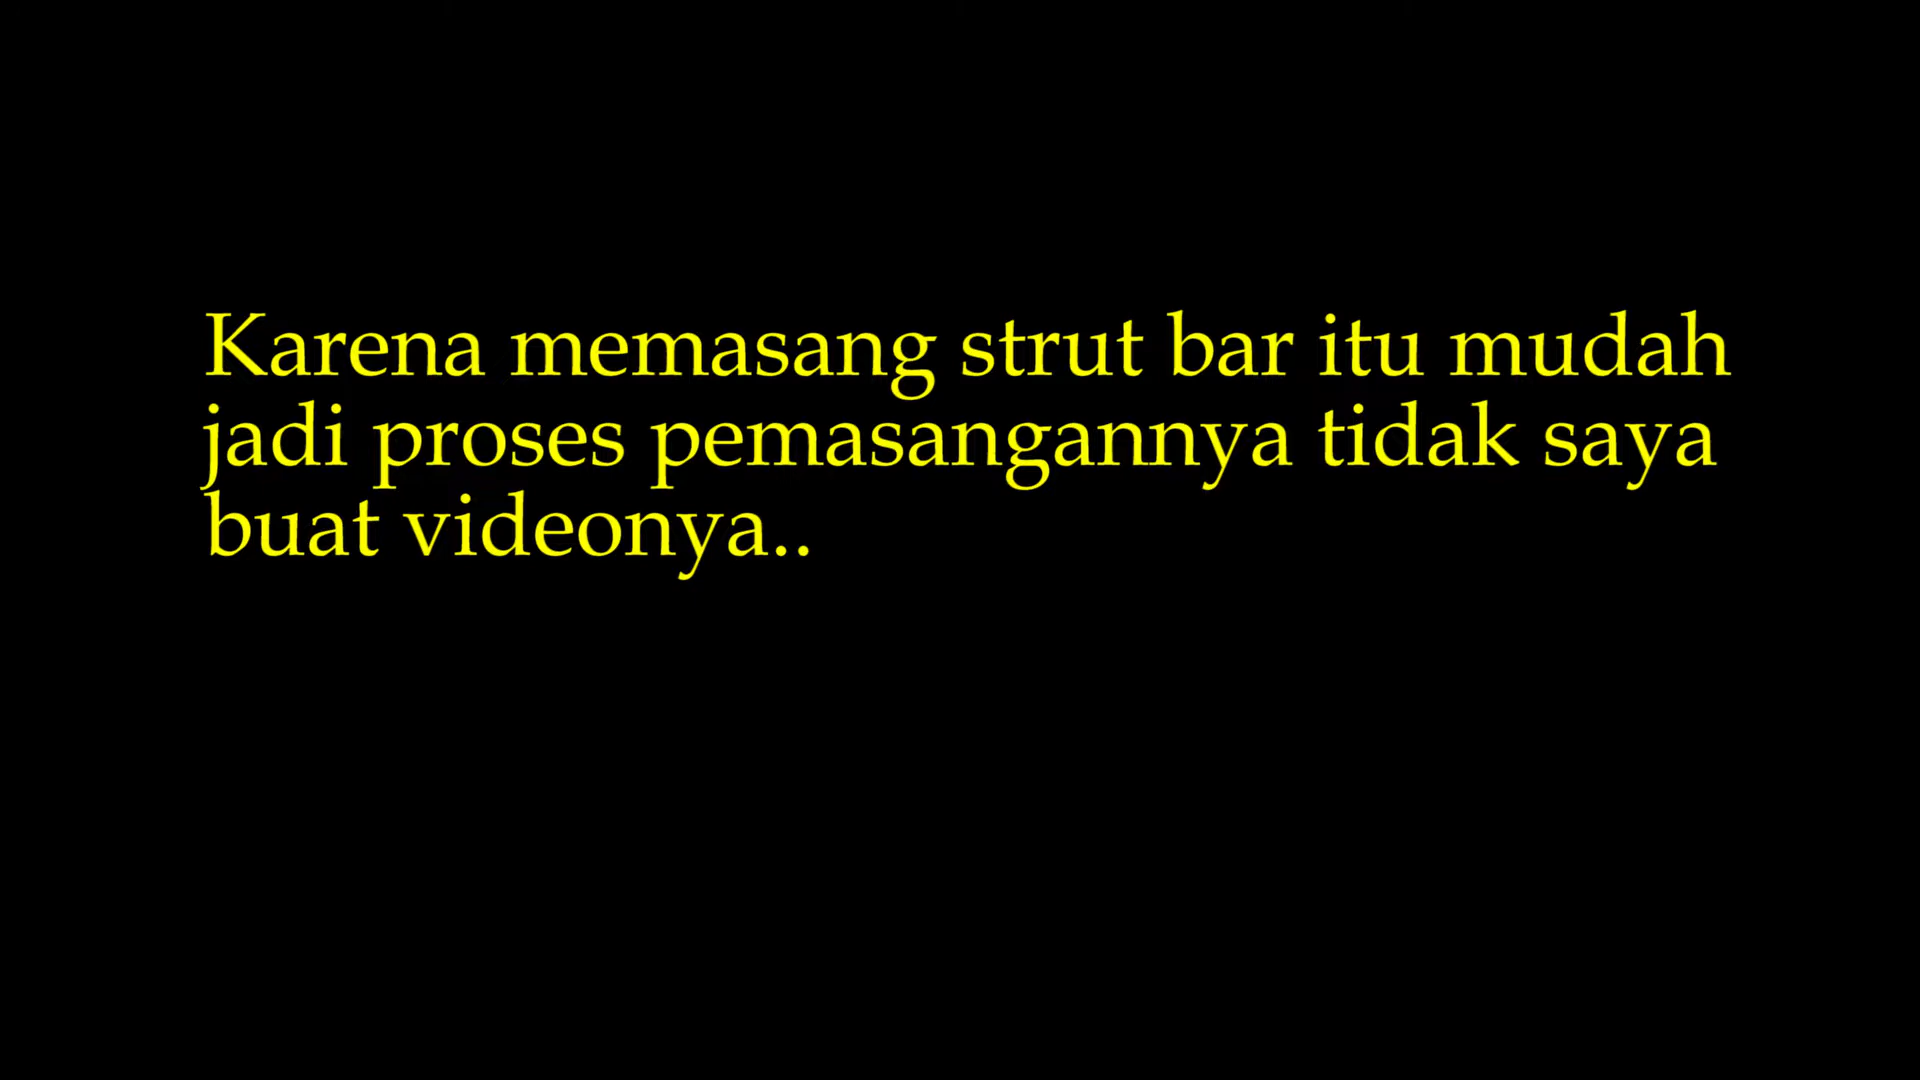 Karena memasang strut bar itu mudah
jadi proses pemasangannya tidak saya
buat videonya..